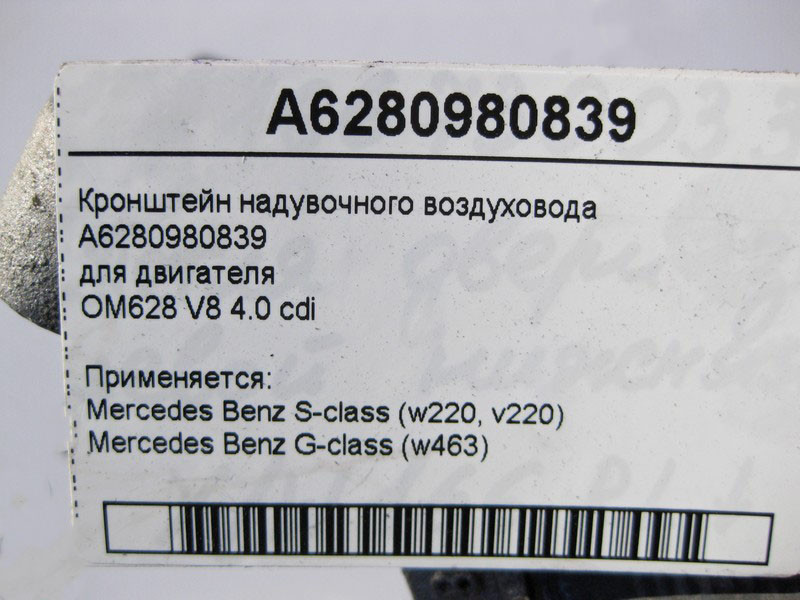 A6280980839
Кронштейн надувочного воздуховода
A6280980839
для двигателя
OM628 V8 4.0 cdi
Применяется:
Mercedes Benz S-class (w220, v220)
Mercedes Benz G-class (w463)